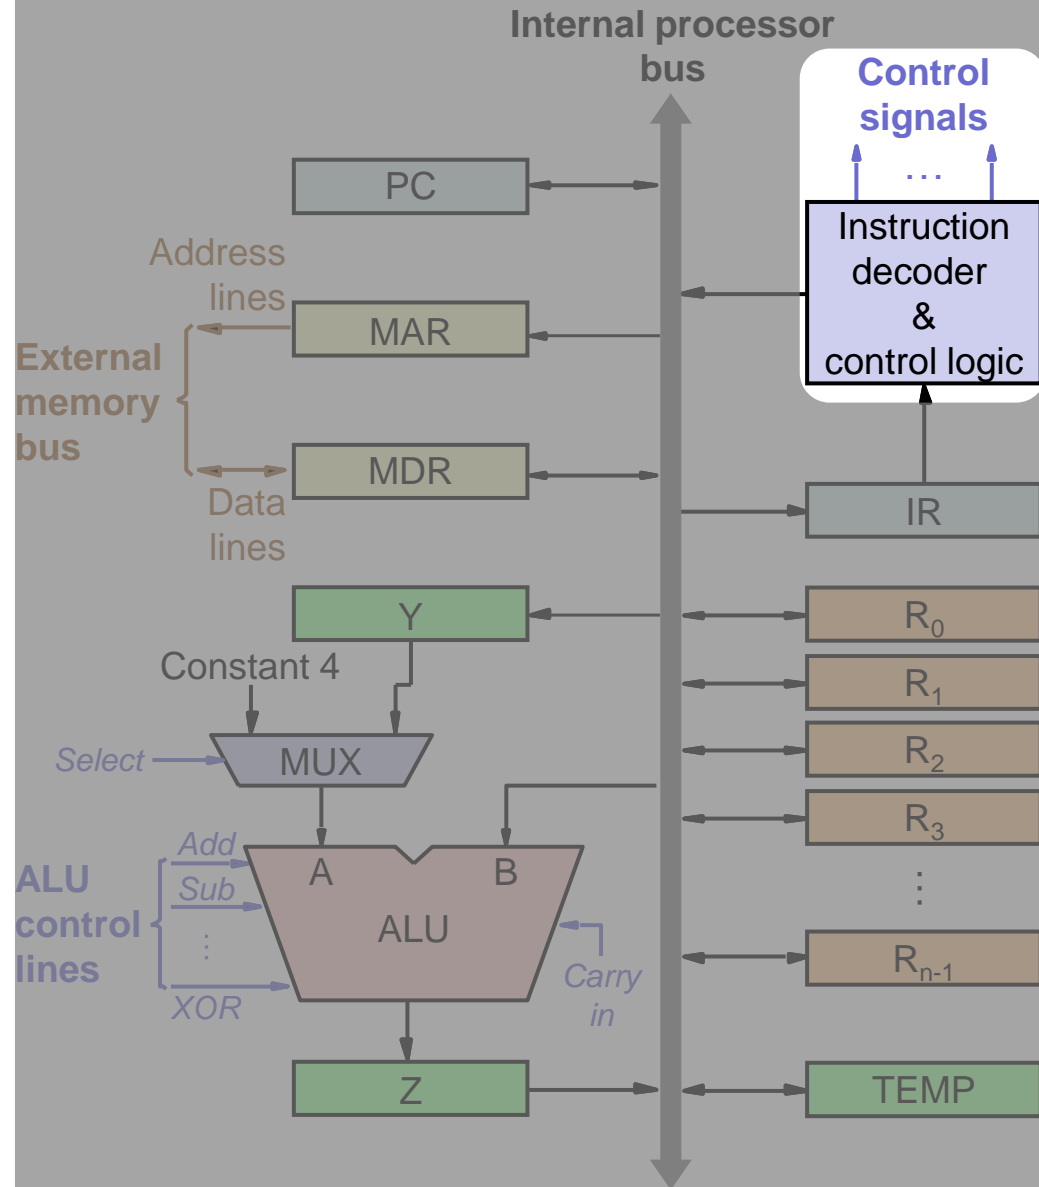 Internal processor
bus
Control
signals
...
PC
Instruction
decoder
&
control logic
Address
lines
MAR
External
memory
bus
MDR
Data
lines
IR
Y
R0
Constant 4
R1
Select
MUX
R2
R3
Add
A
B
ALU
control
lines
Sub
⋮
ALU
⋮
XOR
Carry
in
Rn-1
Z
TEMP